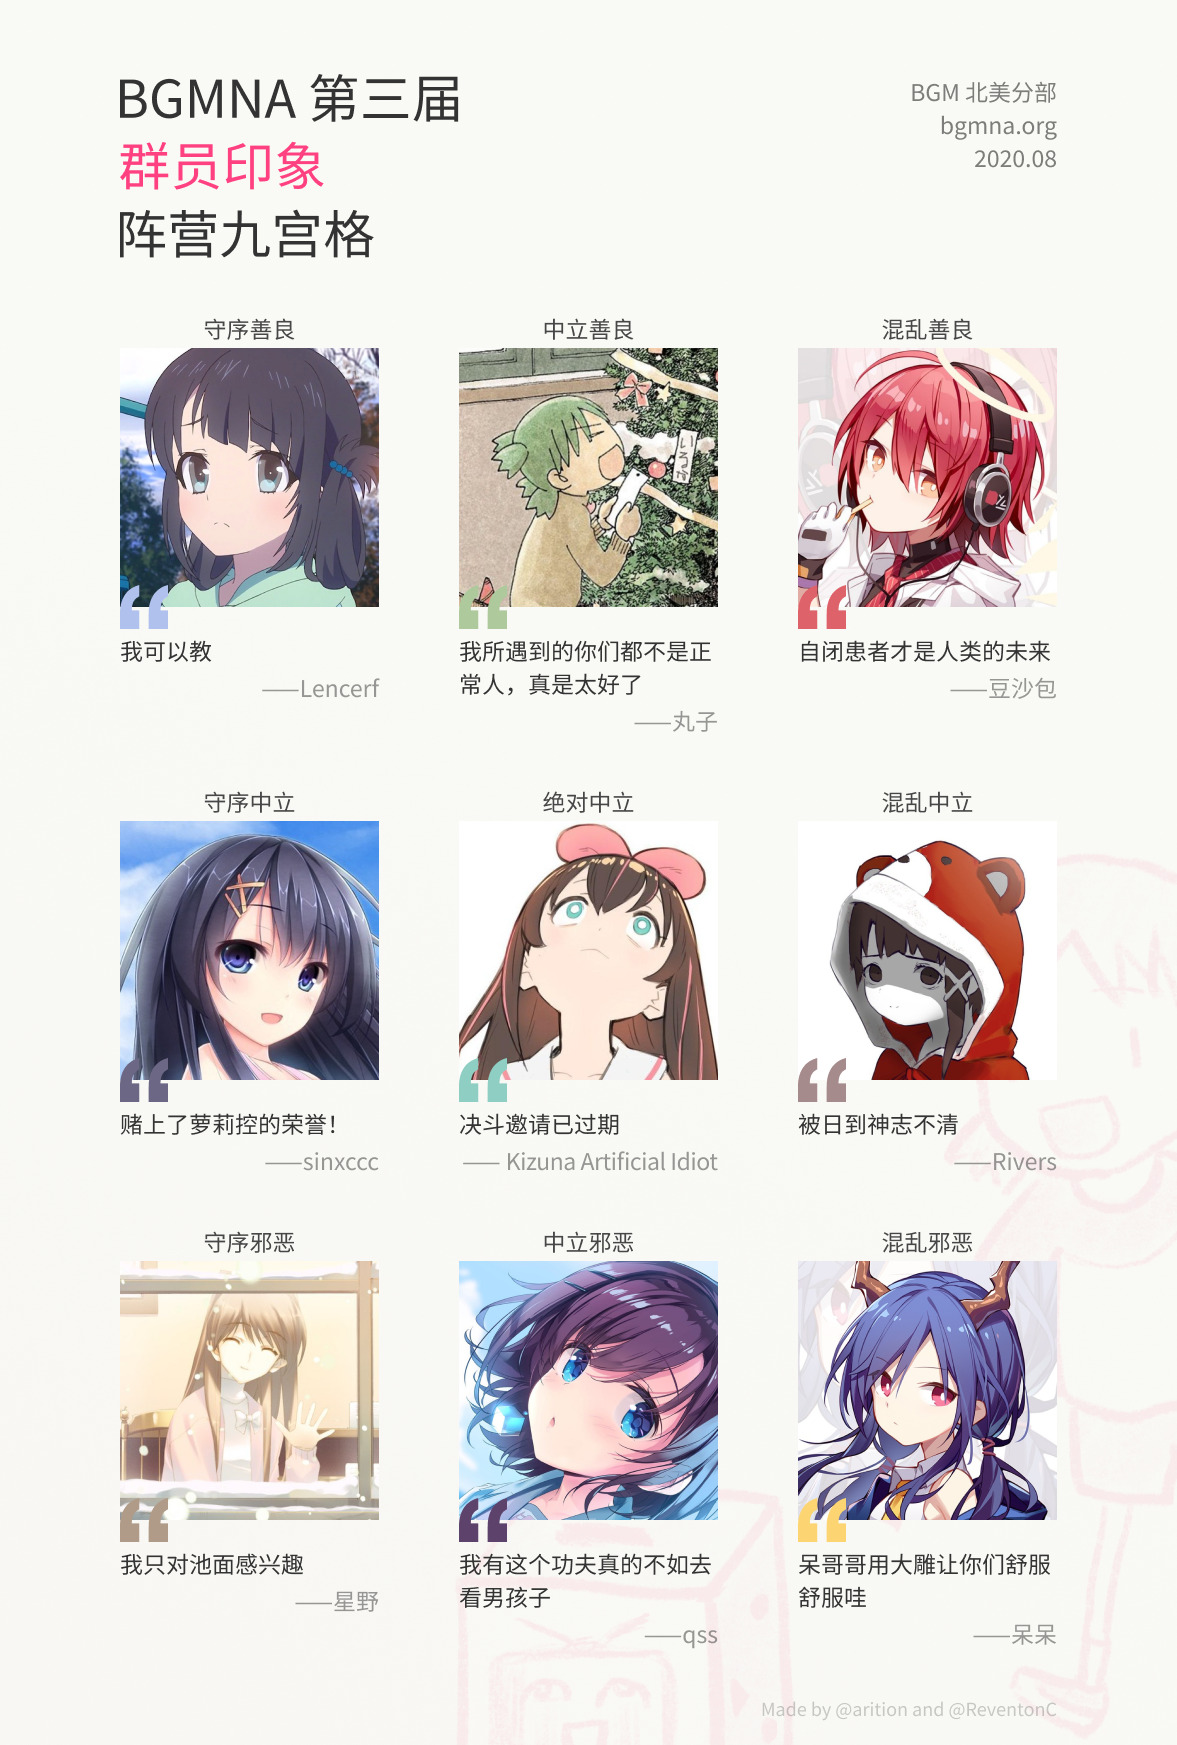 BGMNA 第三届
群员印象
阵营九宫格
BGM 北美分部
bgmna.org
2020.08
守序善良
我可以教
——Lencerf
中立善良
我所遇到的你们都不是正
常人，真是太好了
——丸子
混乱善良
自闭患者才是人类的未来
——豆沙包
守序中立
赌上了萝莉控的荣誉！
——sinxccc
绝对中立
决斗邀请已过期
—— Kizuna Artificial Idiot
混乱中立
被日到神志不清
——Rivers
守序邪恶
我只对池面感兴趣
——星野
中立邪恶
我有这个功夫真的不如去
看男孩子
——qss
混乱邪恶
呆哥哥用大雕让你们舒服
舒服哇
——呆呆
Made by @arition and @ReventonC